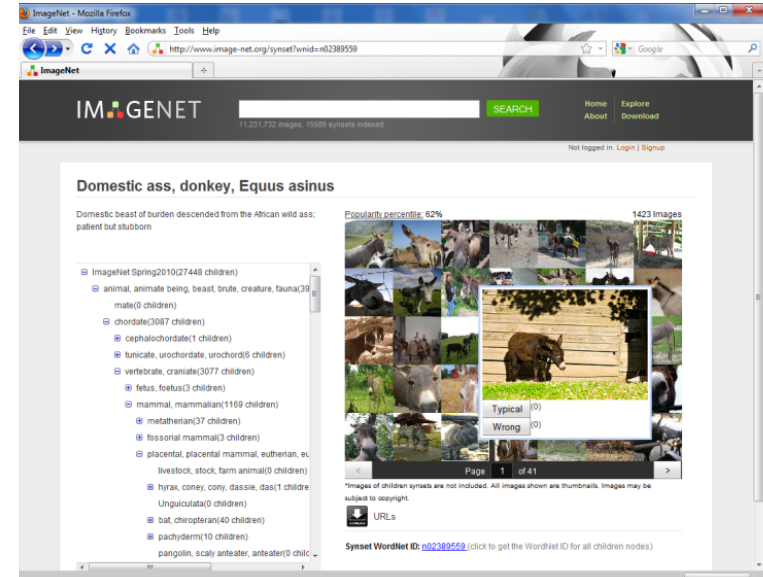 ImageNet - Mozilla Firefox
File Edit View History Bookmarks Tools Help
http://www.image-net.org/synset?wnid=n02389559
Google
ImageNet
IMAGENET
SEARCH
Home Explore
About Download
11,231,732 images, 15589 synsets indexed
Not logged in. Login | Signup
Domestic ass, donkey, Equus asinus
Domestic beast of burden descended from the African wild ass;
patient but stubborn
Popularity percentile: 62%
1423 Images
ImageNet Spring2010(27448 children)
animal, animate being, beast, brute, creature, fauna(39
mate(0 children)
chordate(3087 children)
cephalochordate(1 children)
tunicate, urochordate, urochord(6 children)
vertebrate, craniate(3077 children)
fetus, foetus(3 children)
mammal, mammalian(1169 children)
metatherian(37 children)
fossorial mammal(3 children)
placental, placental mammal, eutherian, eu
livestock, stock, farm animal(0 children)
hyrax, coney, cony, dassie, das(1 childre
Unguiculata(0 children)
bat, chiropteran(40 children)
pachyderm(10 children)
pangolin, scaly anteater, anteater(0 chilc
Typical (0)
Wrong (0)
< Page 1 of 41 >
*Images of children synsets are not included. All images shown are thumbnails. Images may be
subject to copyright.
URLs
Synset WordNet ID: n02389559 (click to get the WordNet ID for all children nodes)